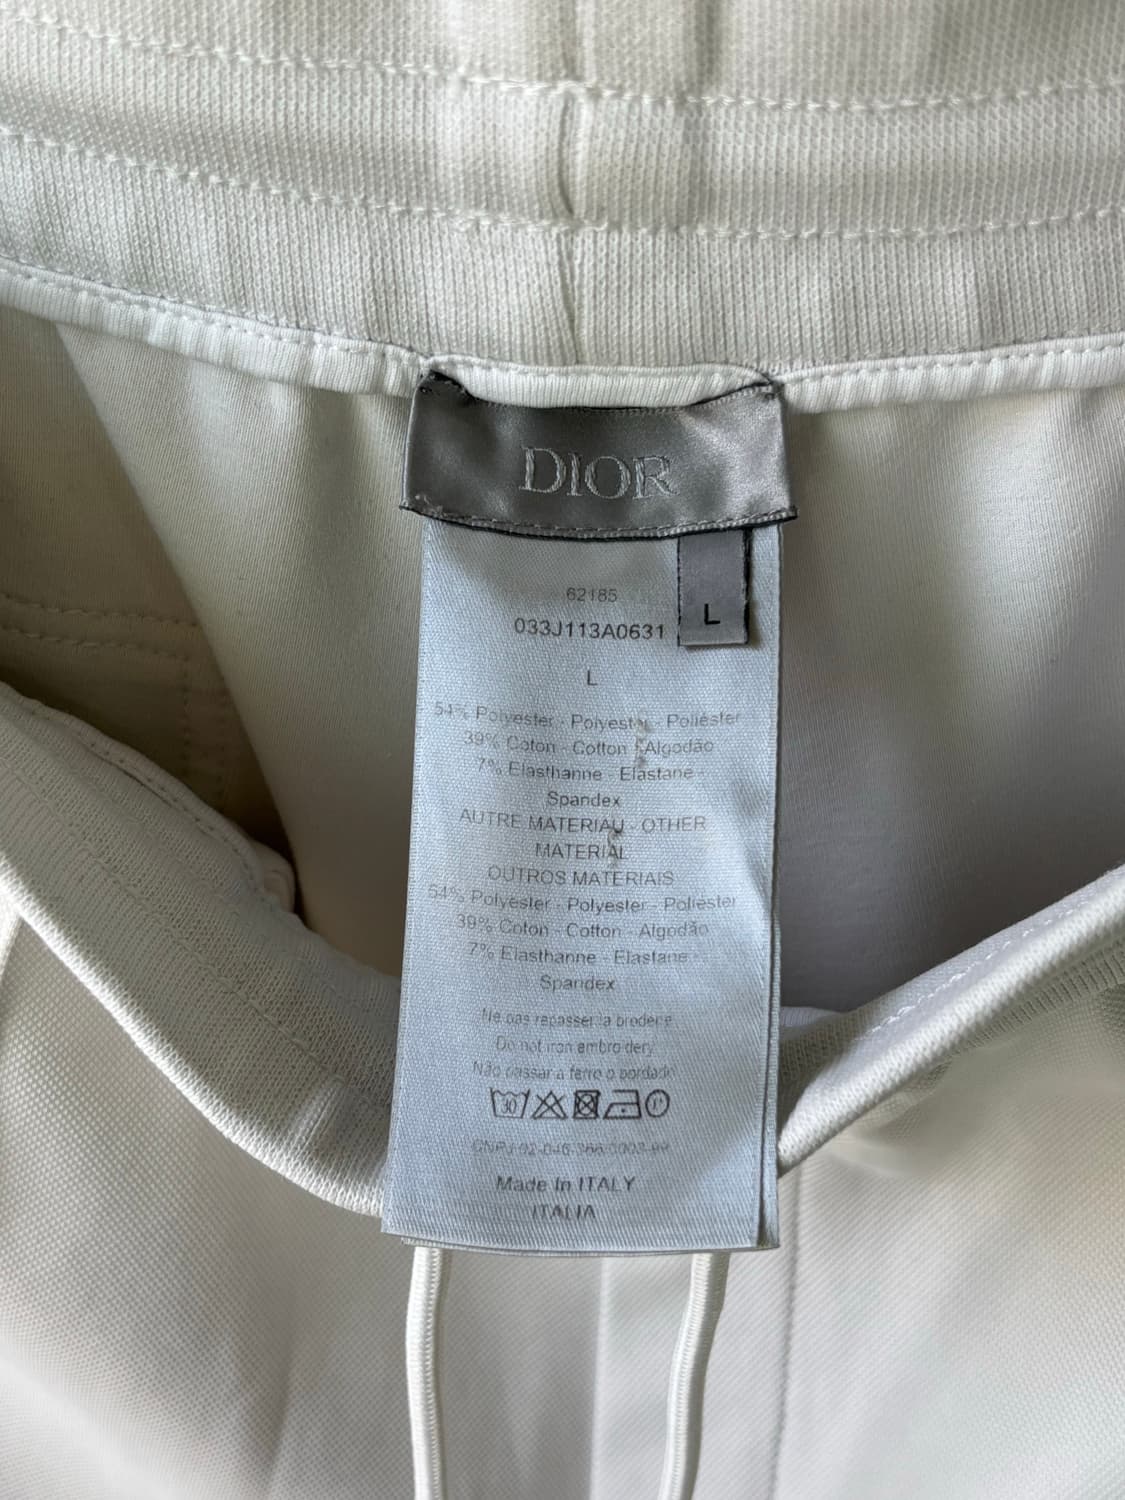 DIOR
L
62185
033J113A0631
L
54% Polyester - Polyester - Poliéster
39% Coton - Cotton - Algodão
7% Elasthanne - Elastane -
Spandex
AUTRE MATERIAU - OTHER
MATERIAL
OUTROS MATERIAIS
54% Polyester - Polyester - Poliéster
39% Coton - Cotton - Algodão
7% Elasthanne - Elastane -
Spandex
Ne pas repasser la broderie
Do not iron embroidery
Não passar a ferro o bordado
30
CNPJ
Made In ITALY
ITALIA